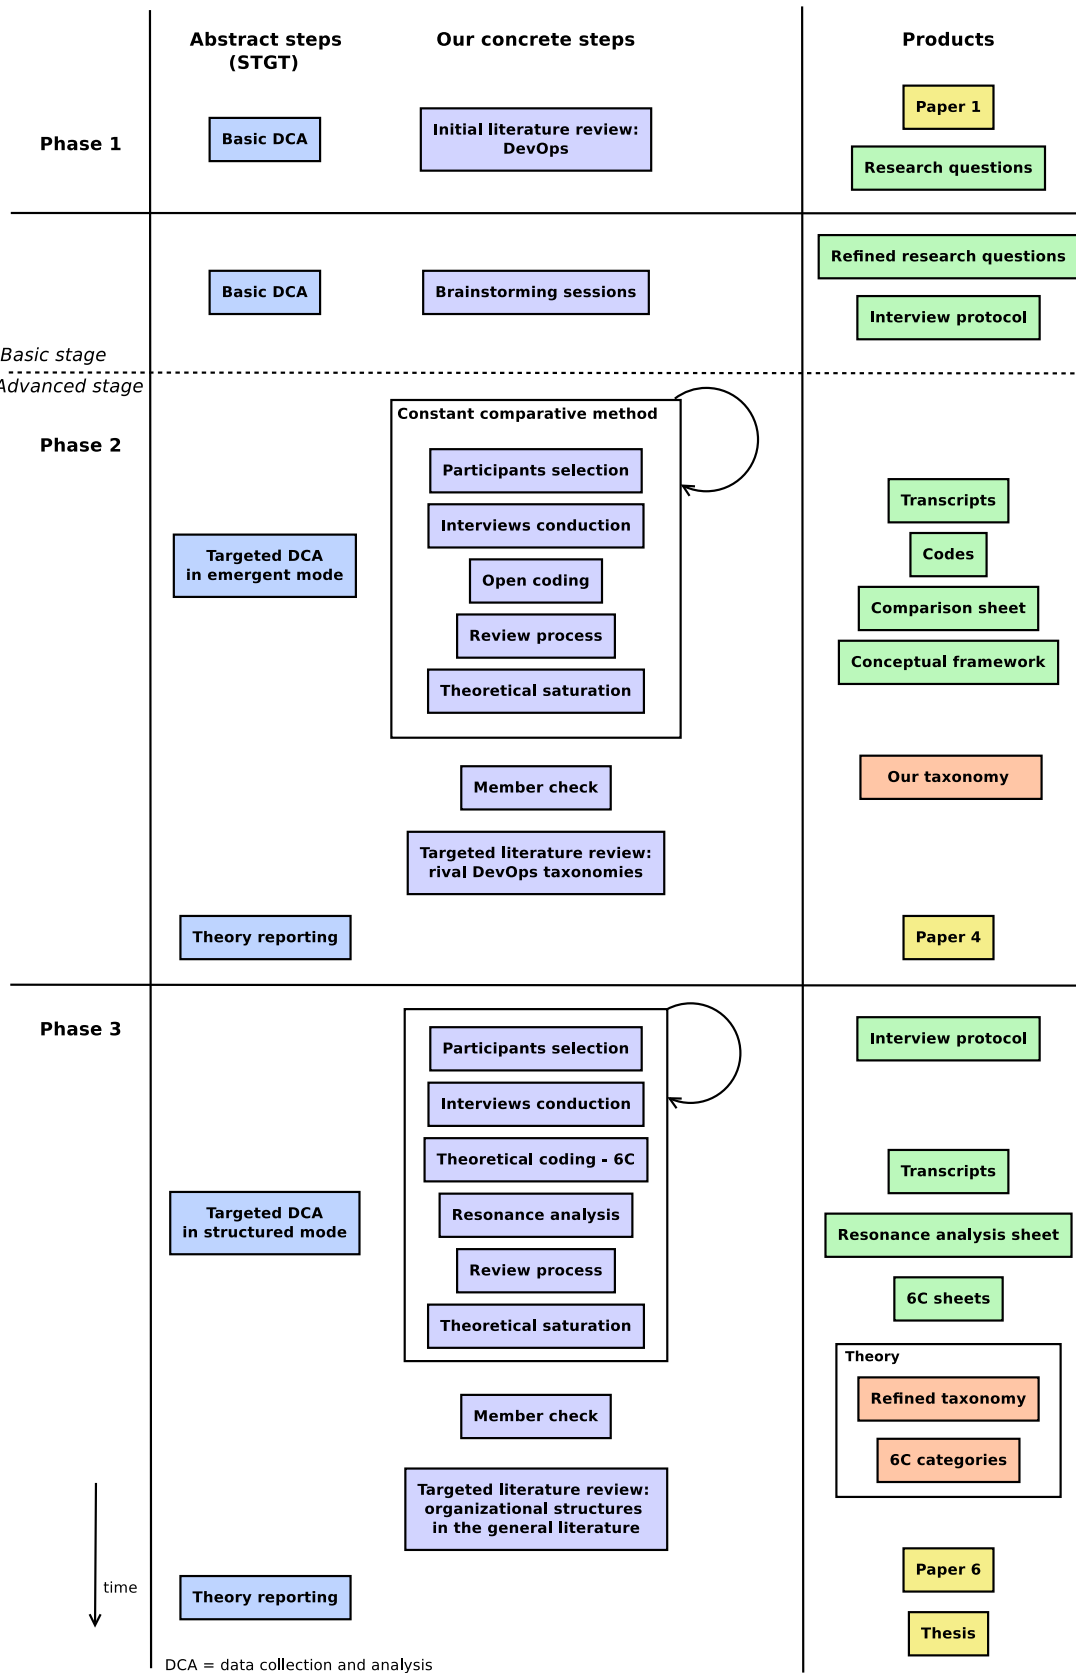 Abstract steps
(STGT)
Our concrete steps
Products
Phase 1
Basic DCA
Initial literature review:
DevOps
Paper 1
Research questions
Basic DCA
Brainstorming sessions
Refined research questions
Interview protocol
Basic stage
Advanced stage
Phase 2
Constant comparative method
Participants selection
Interviews conduction
Open coding
Review process
Theoretical saturation
Targeted DCA
in emergent mode
Transcripts
Codes
Comparison sheet
Conceptual framework
Our taxonomy
Member check
Targeted literature review:
rival DevOps taxonomies
Theory reporting
Paper 4
Phase 3
Participants selection
Interviews conduction
Theoretical coding - 6C
Resonance analysis
Review process
Theoretical saturation
Targeted DCA
in structured mode
Interview protocol
Transcripts
Resonance analysis sheet
6C sheets
Theory
Refined taxonomy
6C categories
Member check
Targeted literature review:
organizational structures
in the general literature
Theory reporting
Paper 6
Thesis
time
DCA = data collection and analysis